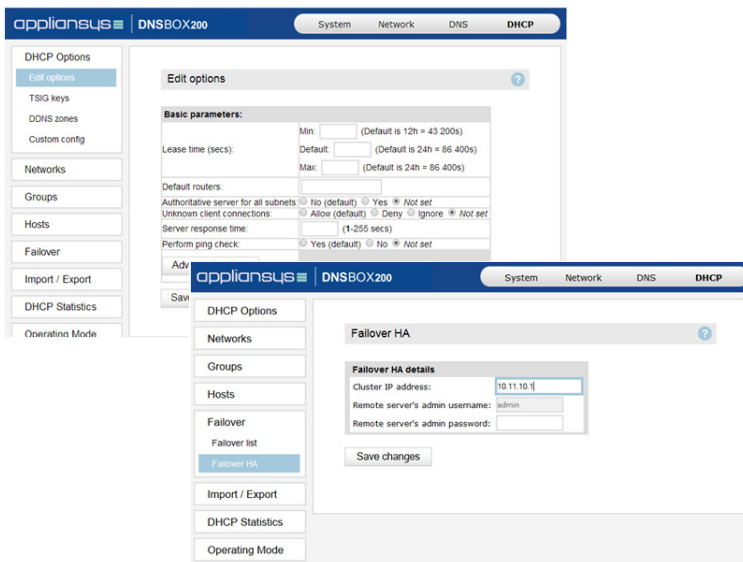 appliansys DNSBOX200 System Network DNS DHCP
DHCP Options
Edit options
TSIG keys
DDNS zones
Custom config
Networks
Groups
Hosts
Failover
Import / Export
DHCP Statistics
Operating Mode
Edit options ?
Basic parameters:
Lease time (secs):
Min: (Default is 12h = 43 200s)
Default: (Default is 24h = 86 400s)
Max: (Default is 24h = 86 400s)
Default routers:
Authoritative server for all subnets: No (default) Yes Not set
Unknown client connections: Allow (default) Deny Ignore Not set
Server response time: (1-255 secs)
Perform ping check: Yes (default) No Not set
appliansys DNSBOX200 System Network DNS DHCP
DHCP Options
Networks
Groups
Hosts
Failover
Failover list
Failover HA
Import / Export
DHCP Statistics
Operating Mode
Failover HA ?
Failover HA details
Cluster IP address: 10.11.10.1
Remote server's admin username: admin
Remote server's admin password:
Save changes